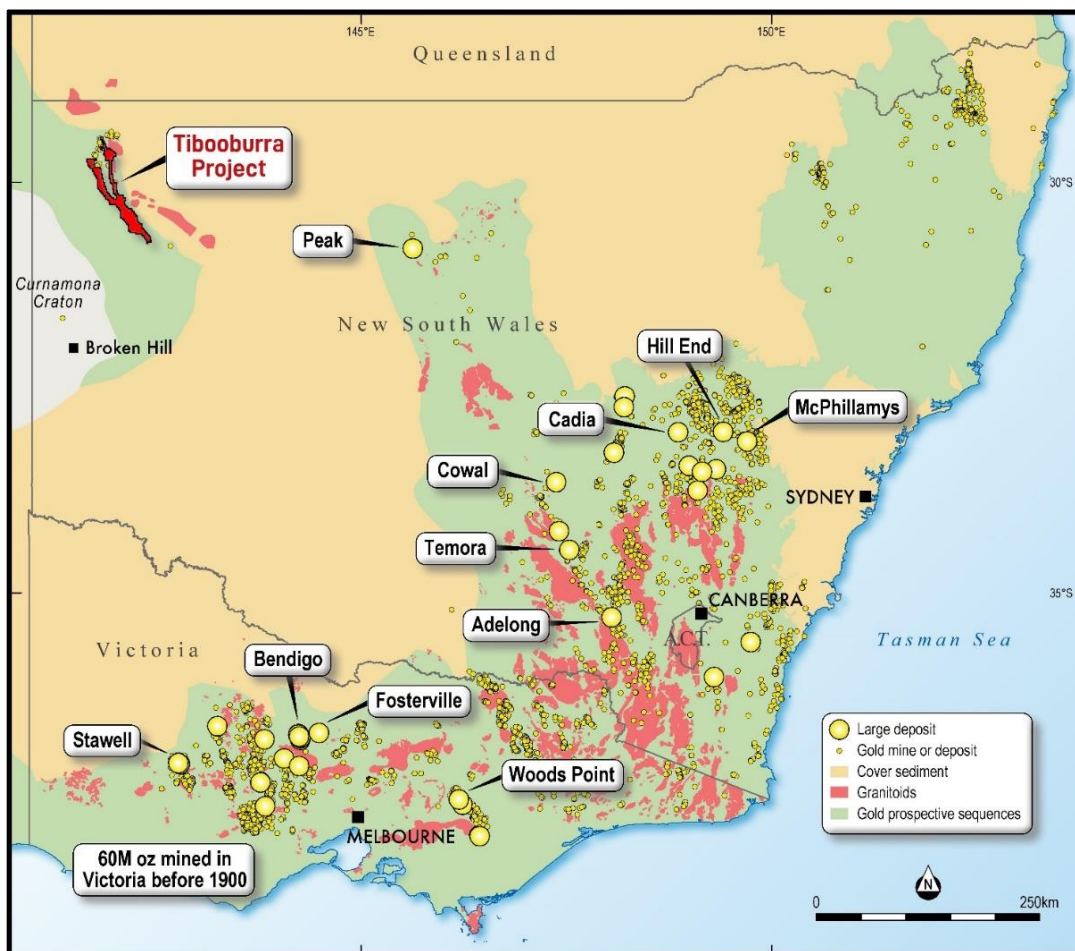 145°E
150°E
Queensland
Tibooburra
Project
30°S
Peak
Curnamona
Craton
New South Wales
Broken Hill
Hill End
McPhillamys
Cadia
Cowal
SYDNEY
Temora
CANBERRA
35°S
Adelong
A.C.T.
Tasman Sea
Victoria
Bendigo
Fosterville
Stawell
Woods Point
MELBOURNE
60M oz mined in
Victoria before 1900
Large deposit
Gold mine or deposit
Cover sediment
Granitoids
Gold prospective sequences
N
0
250km